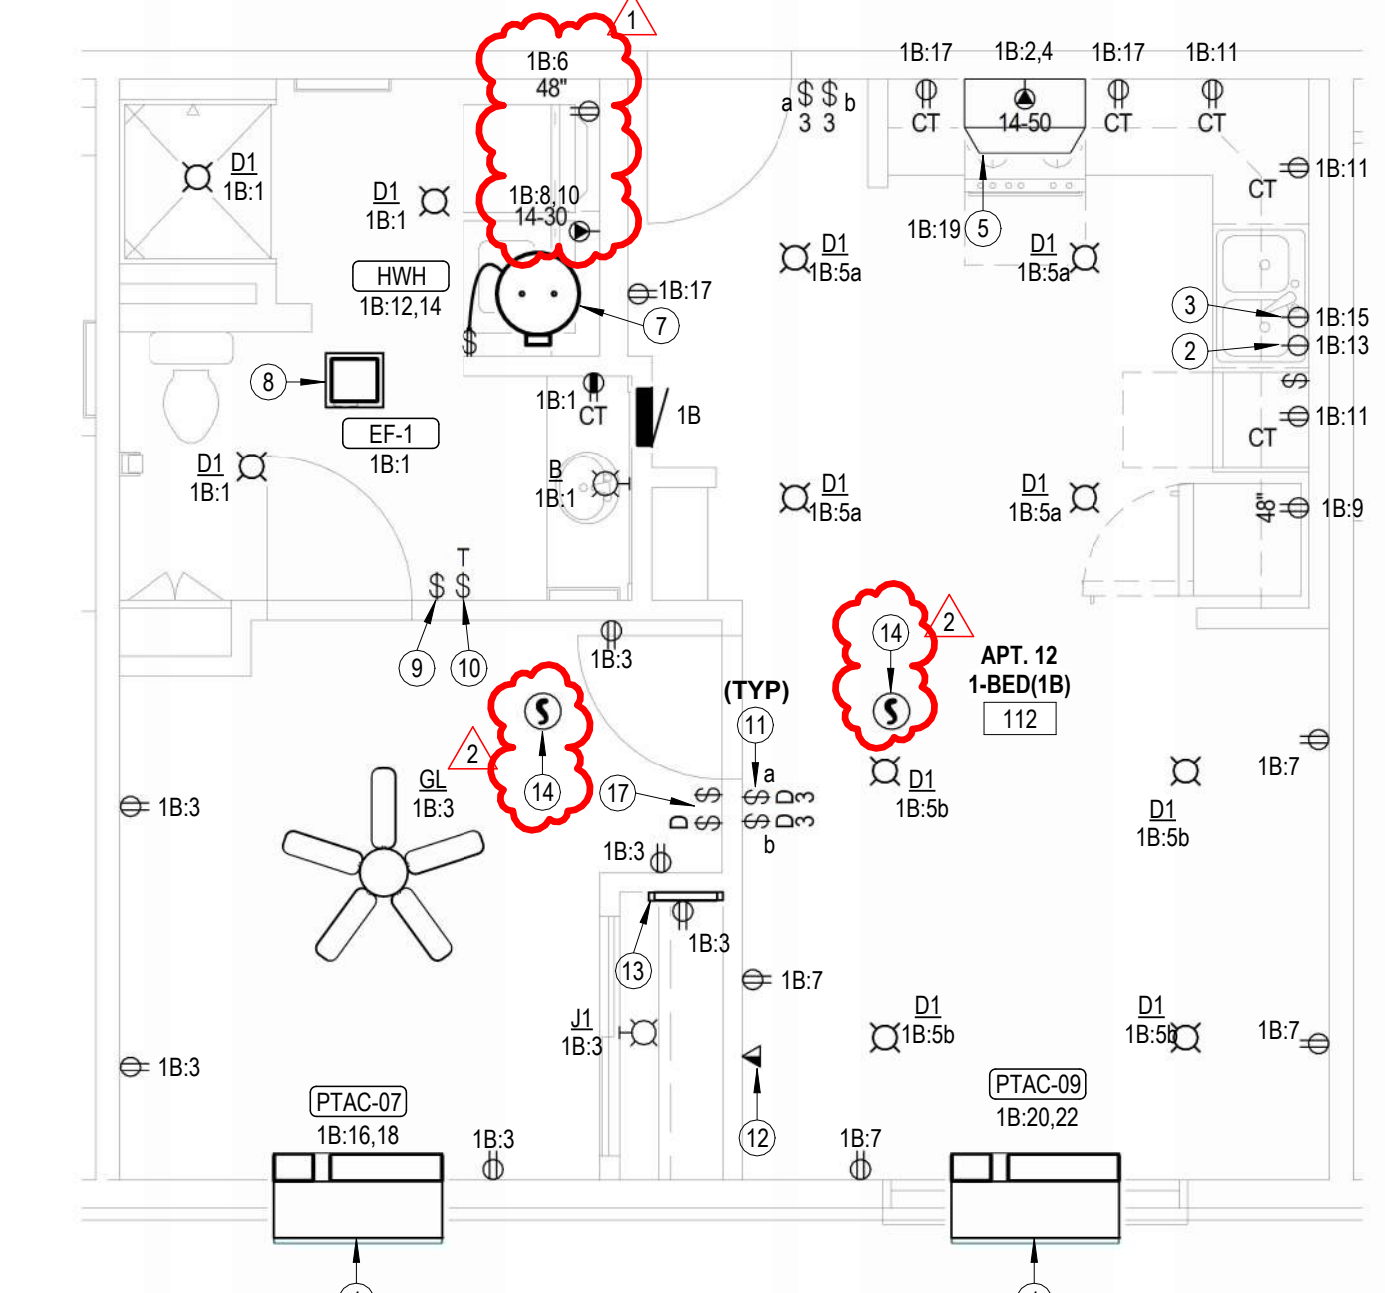 1
1B:6
48"
1B:17
1B:2,4
1B:17
1B:11
a $ $ b
3 3
CT
14-50
CT
CT
D1
1B:1
D1
1B:1
1B:8,10
14-30
1B:11
CT
1B:19
5
D1
1B:5a
D1
1B:5a
HWH
1B:12,14
1B:17
7
$
3
1B:15
2
1B:13
$
8
1B:1
CT
1B
1B:11
CT
EF-1
1B:1
D1
1B:1
B
1B:1
D1
1B:5a
D1
1B:5a
48"
1B:9
T
$ $
9
10
1B:3
14
2
APT. 12
1-BED(1B)
112
S
S
(TYP)
11
2
14
GL
1B:3
17
a
$
$ D 3
D $
$ D 3
b
1B:7
D1
1B:5b
D1
1B:5b
1B:3
1B:3
1B:3
13
1B:7
J1
1B:3
D1
1B:5b
D1
1B:5b
1B:7
1B:3
PTAC-07
1B:16,18
PTAC-09
1B:20,22
1B:3
12
1B:7